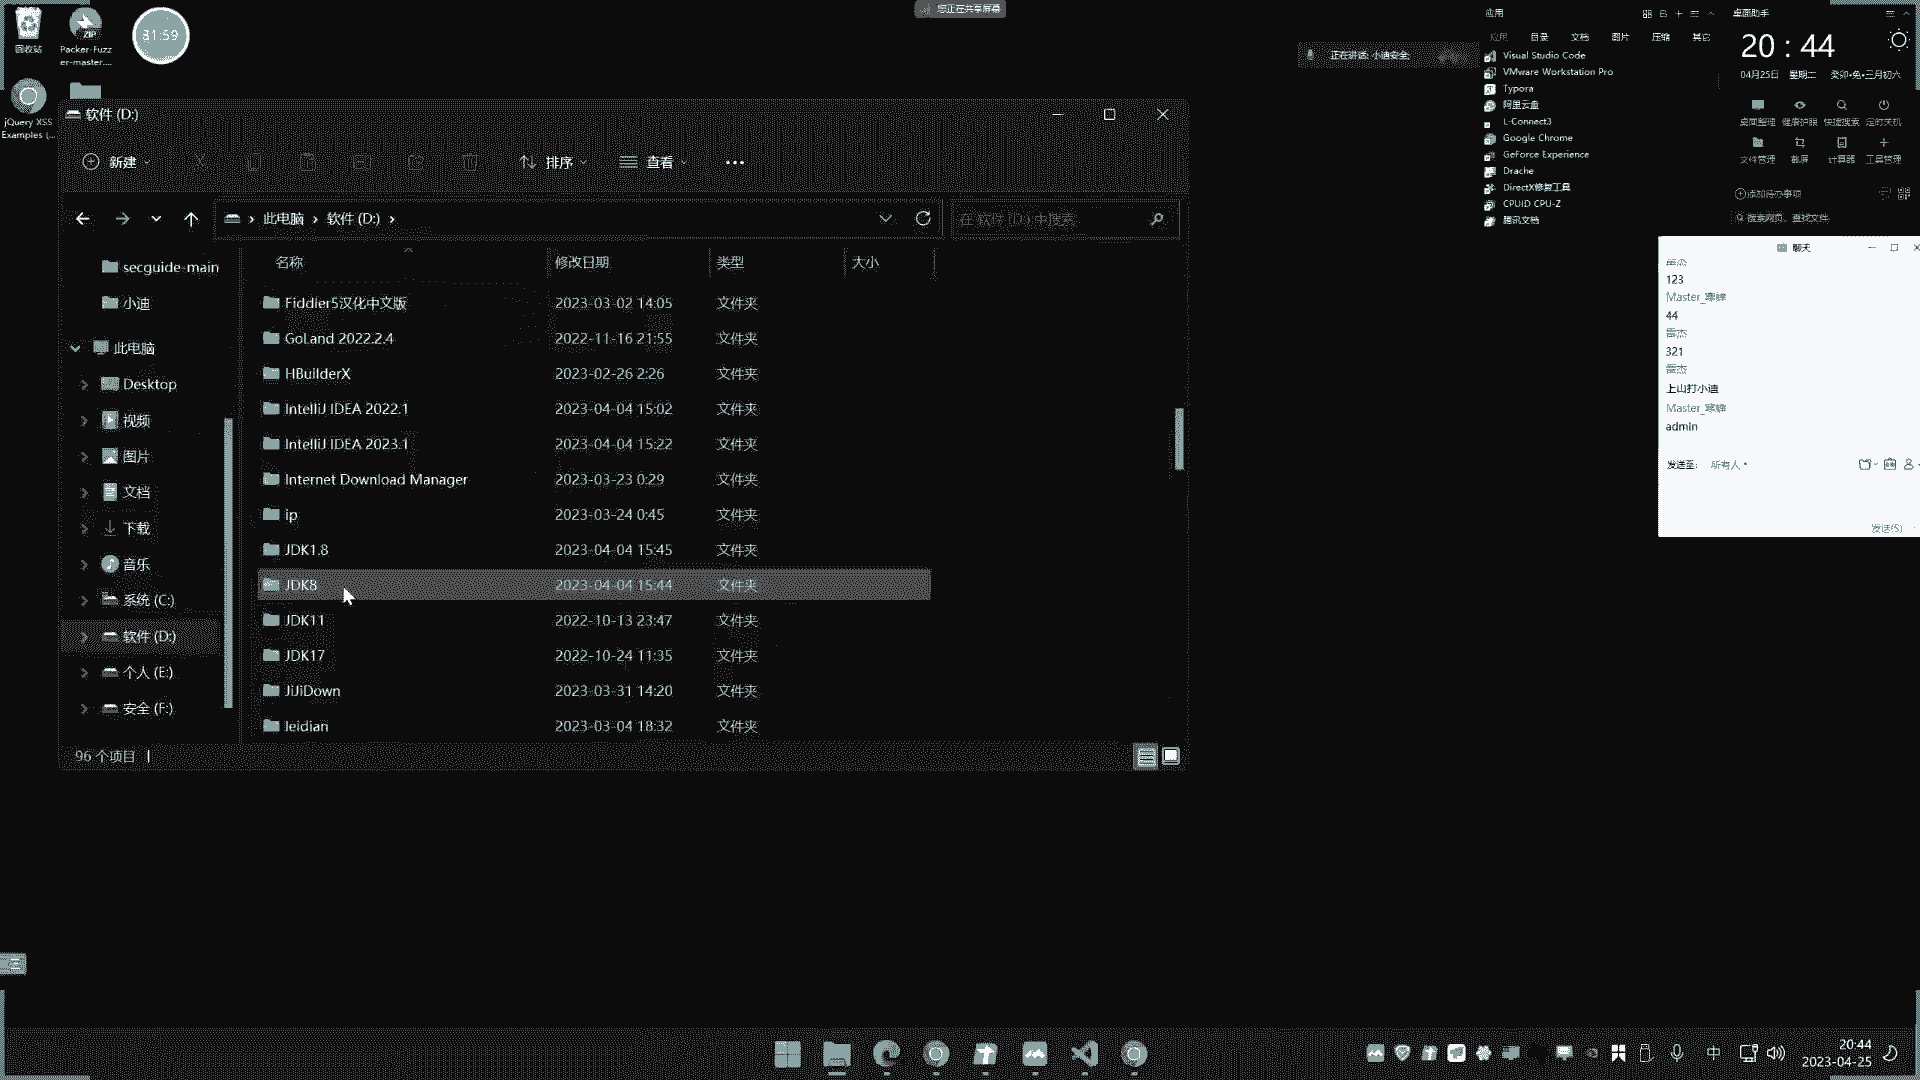 您正在共享屏幕
回收站
Packer-Fuzz
er-master....
31:59
jQuery XSS
Examples (...
正在讲话: 小迪安全;
应用
应用 目录 文档 图片 压缩 其它
Visual Studio Code
VMware Workstation Pro
Typora
阿里云盘
L-Connect3
Google Chrome
GeForce Experience
Drache
DirectX修复工具
CPUID CPU-Z
腾讯文档
桌面助手
20 : 44
04月25日 星期二 癸卯•兔•三月初六
桌面整理 健康护眼 快捷搜索 定时关机
文件管理 截屏 计算器 工具管理
添加待办事项
搜索网页、查找文件
软件 (D:)
新建 排序 查看
此电脑 > 软件 (D:) >
在 软件 (D:) 中搜索
secguide-main
小迪
此电脑
Desktop
视频
图片
文档
下载
音乐
系统 (C:)
软件 (D:)
个人 (E:)
安全 (F:)
名称 修改日期 类型 大小
Fiddler5汉化中文版 2023-03-02 14:05 文件夹
GoLand 2022.2.4 2022-11-16 21:55 文件夹
HBuilderX 2023-02-26 2:26 文件夹
IntelliJ IDEA 2022.1 2023-04-04 15:02 文件夹
IntelliJ IDEA 2023.1 2023-04-04 15:22 文件夹
Internet Download Manager 2023-03-23 0:29 文件夹
ip 2023-03-24 0:45 文件夹
JDK1.8 2023-04-04 15:45 文件夹
JDK8 2023-04-04 15:44 文件夹
JDK11 2022-10-13 23:47 文件夹
JDK17 2022-10-24 11:35 文件夹
JiJiDown 2023-03-31 14:20 文件夹
leidian 2023-03-04 18:32 文件夹
96 个项目
聊天
123
Master_
44
321
上山打小迪
Master_
admin
发送至: 所有人
发送(S)
中
20:44
2023-04-25